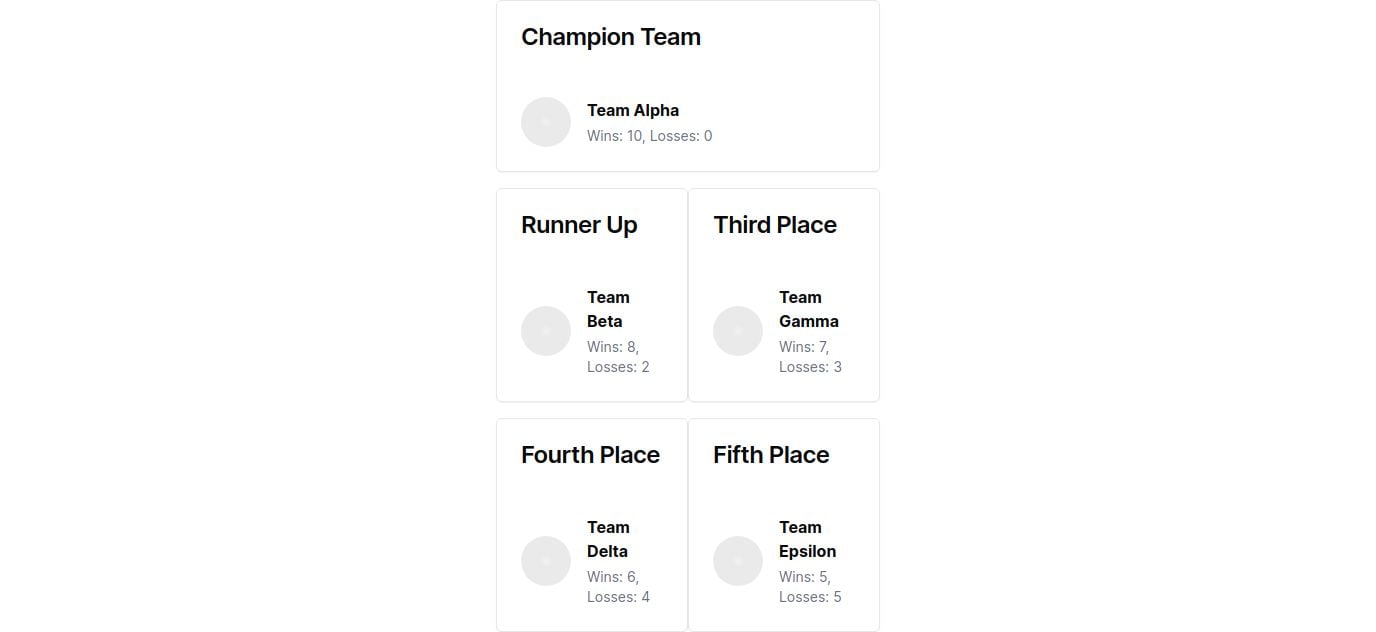 Champion Team
Team Alpha
Wins: 10, Losses: 0
Runner Up
Team
Beta
Wins: 8,
Losses: 2
Third Place
Team
Gamma
Wins: 7,
Losses: 3
Fourth Place
Team
Delta
Wins: 6,
Losses: 4
Fifth Place
Team
Epsilon
Wins: 5,
Losses: 5